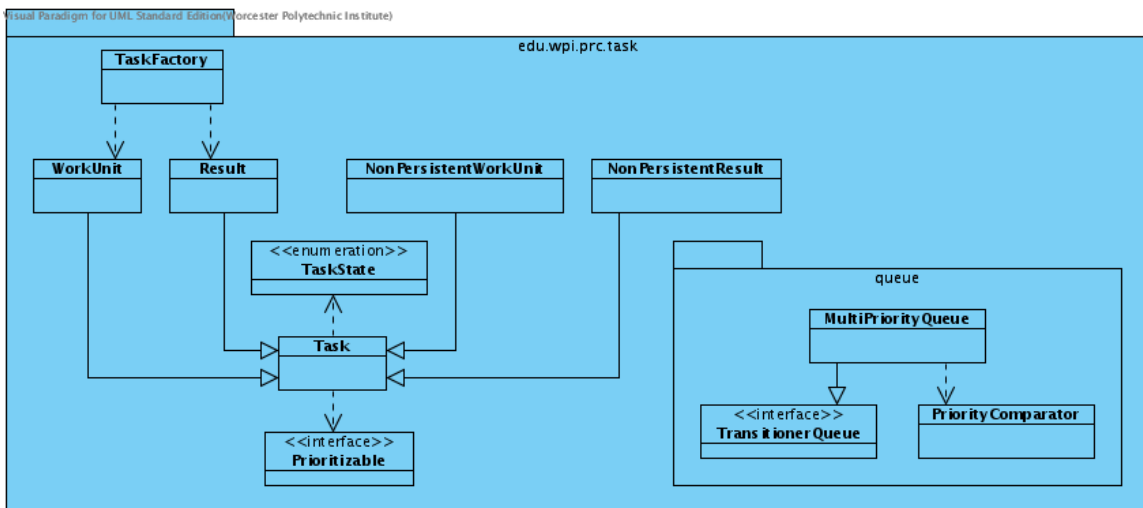 Visual Paradigm for UML Standard Edition(Worcester Polytechnic Institute)
edu.wpi.prc.task
TaskFactory
WorkUnit
Result
NonPersistentWorkUnit
NonPersistentResult
<<enumeration>>
TaskState
Task
<<interface>>
Prioritizable
queue
MultiPriorityQueue
<<interface>>
TransitionerQueue
PriorityComparator